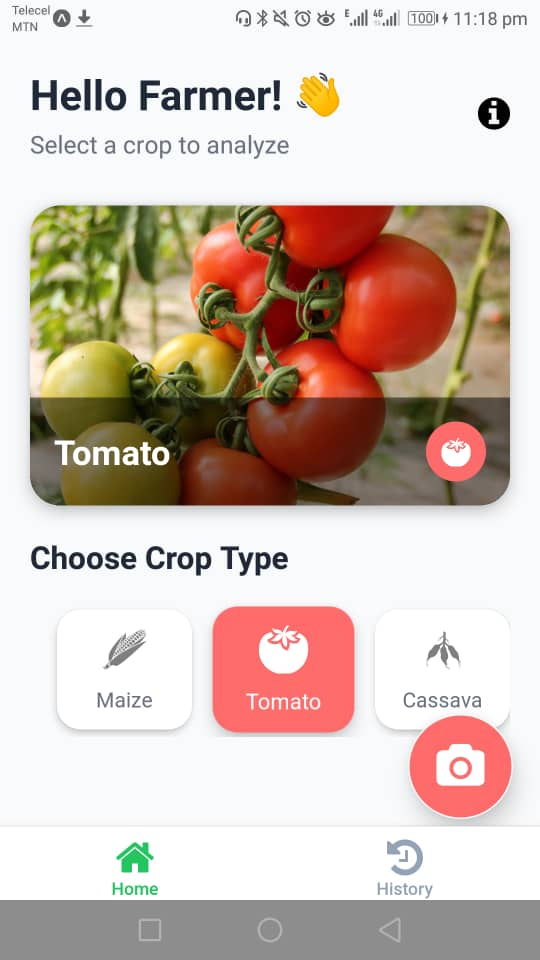 Telecel
MTN
E 4G 100 11:18 pm
Hello Farmer! 👋
Select a crop to analyze
Tomato
Choose Crop Type
Maize
Tomato
Cassava
Home
History